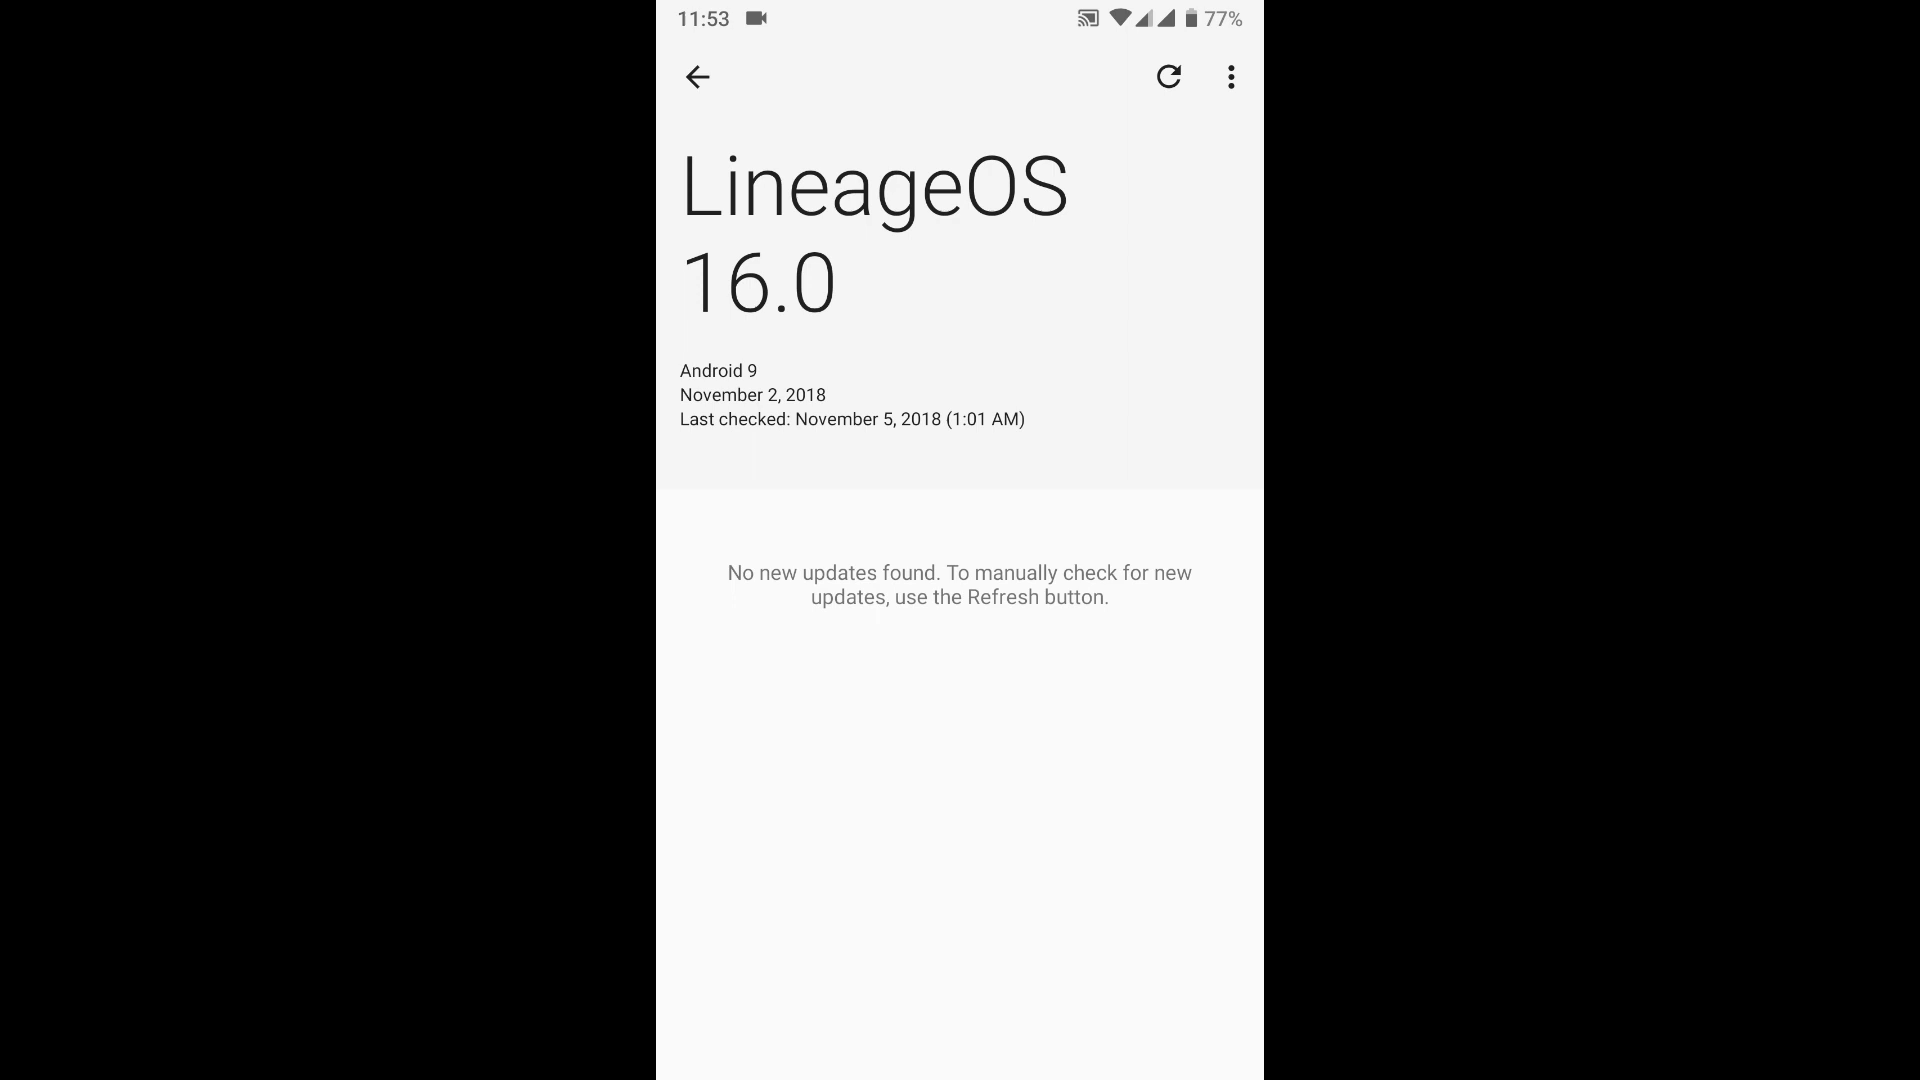 11:53 77%
LineageOS
16.0
Android 9
November 2, 2018
Last checked: November 5, 2018 (1:01 AM)
No new updates found. To manually check for new
updates, use the Refresh button.